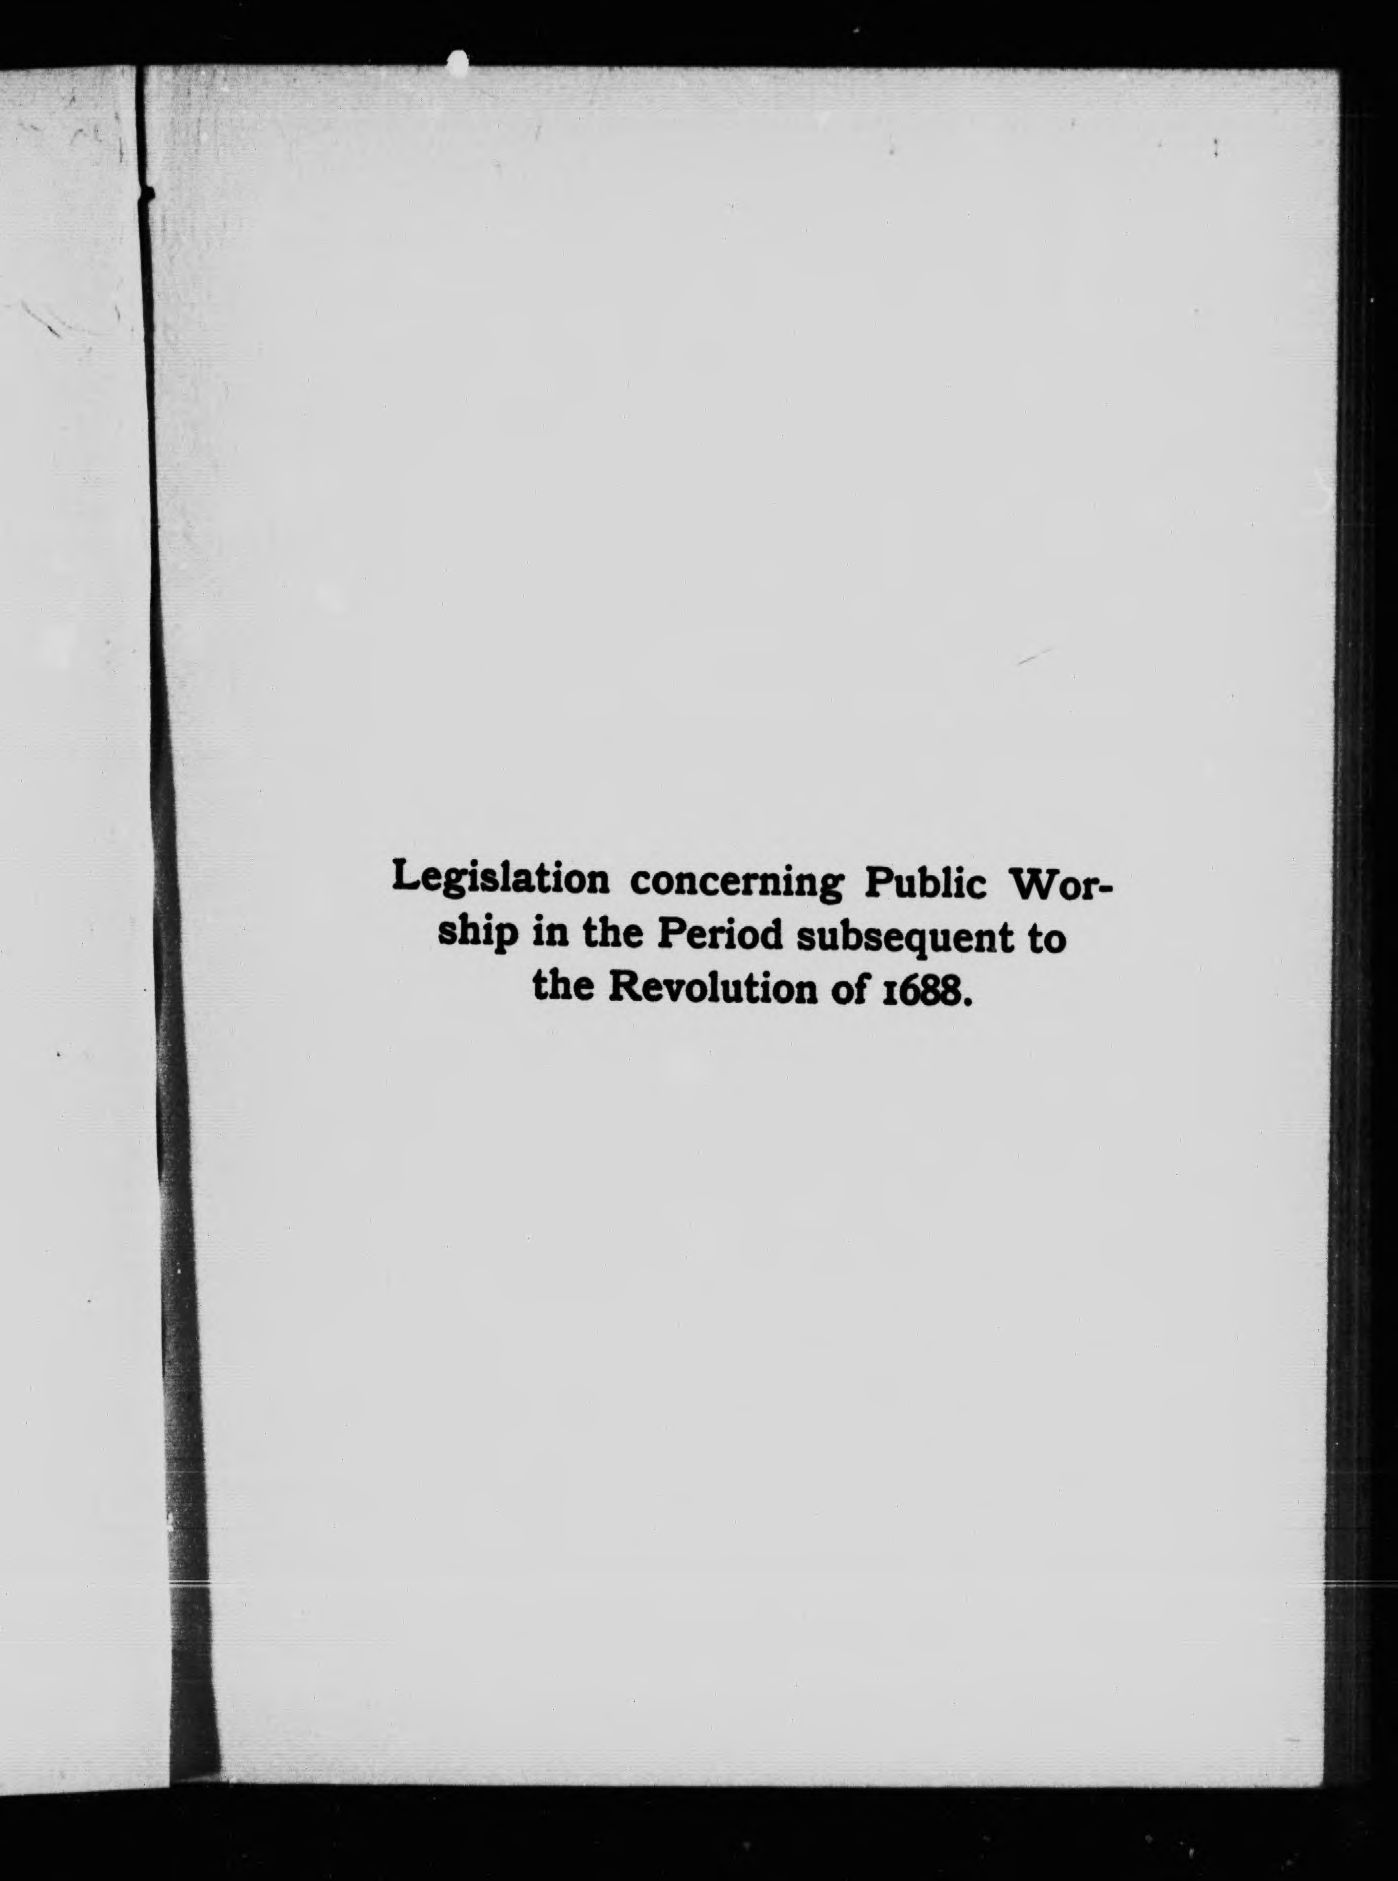 Legislation concerning Public Wor-
ship in the Period subsequent to
the Revolution of 1688.